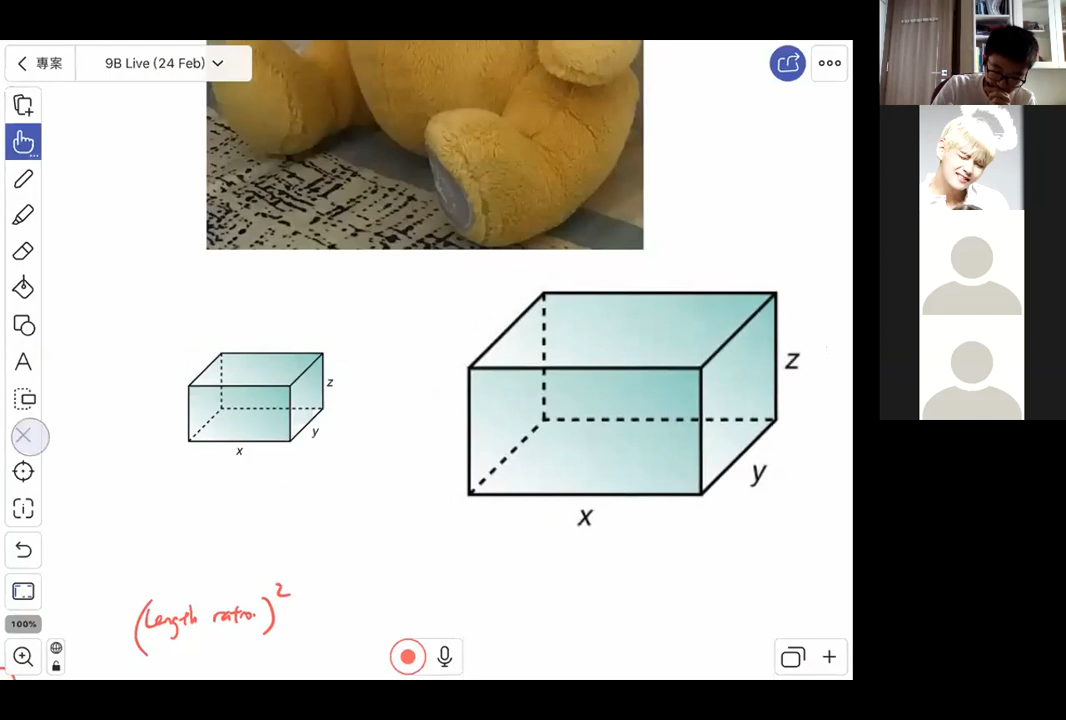 專案
9B Live (24 Feb)
z
z
y
x
y
x
(Length ratio.)²
100%